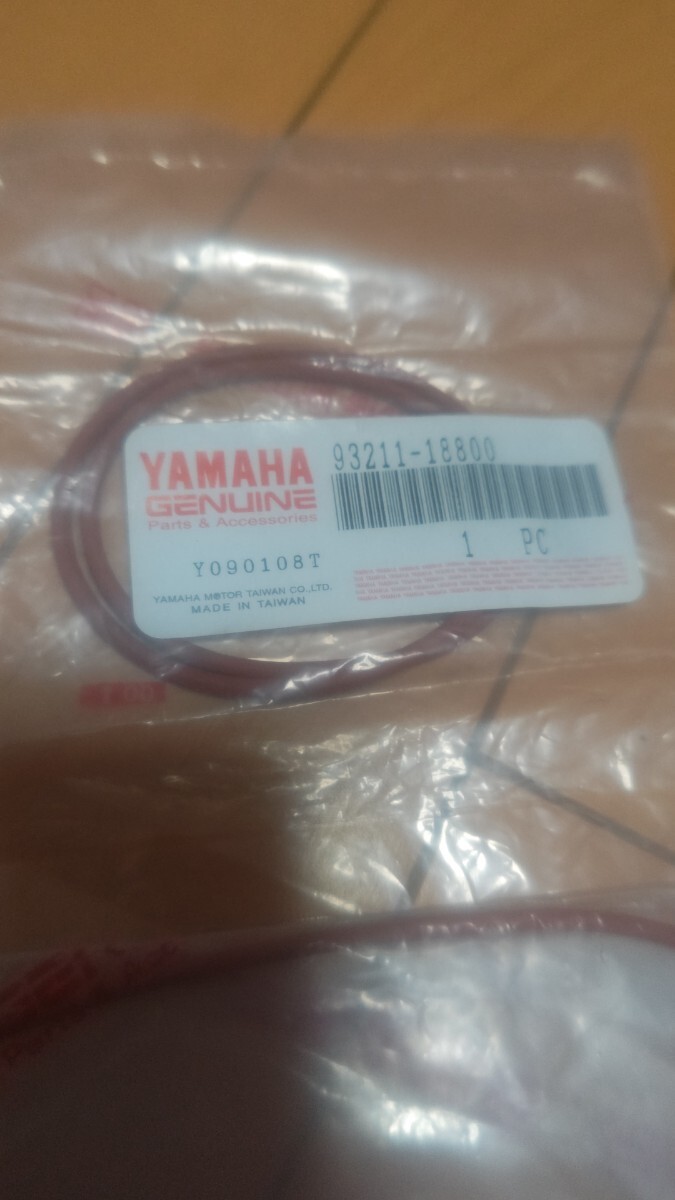 YAMAHA
GENUINE
Parts & Accessories
93211-18800
1 PC
Y090108T
YAMAHA MOTOR TAIWAN CO.,LTD.
MADE IN TAIWAN